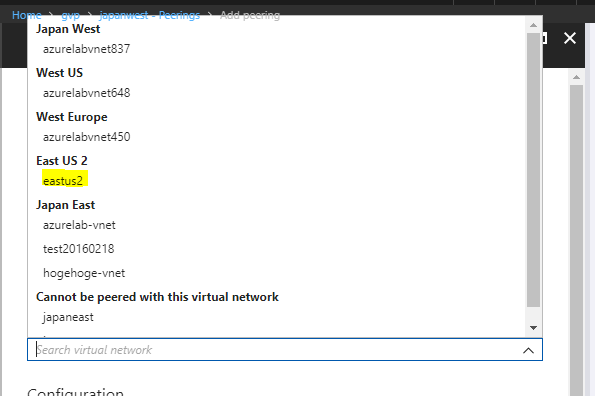 Home > gvp > japanwest - Peerings > Add peering
Japan West
azurelabvnet837
West US
azurelabvnet648
West Europe
azurelabvnet450
East US 2
eastus2
Japan East
azurelab-vnet
test20160218
hogehoge-vnet
Cannot be peered with this virtual network
japaneast
Search virtual network
Configuration